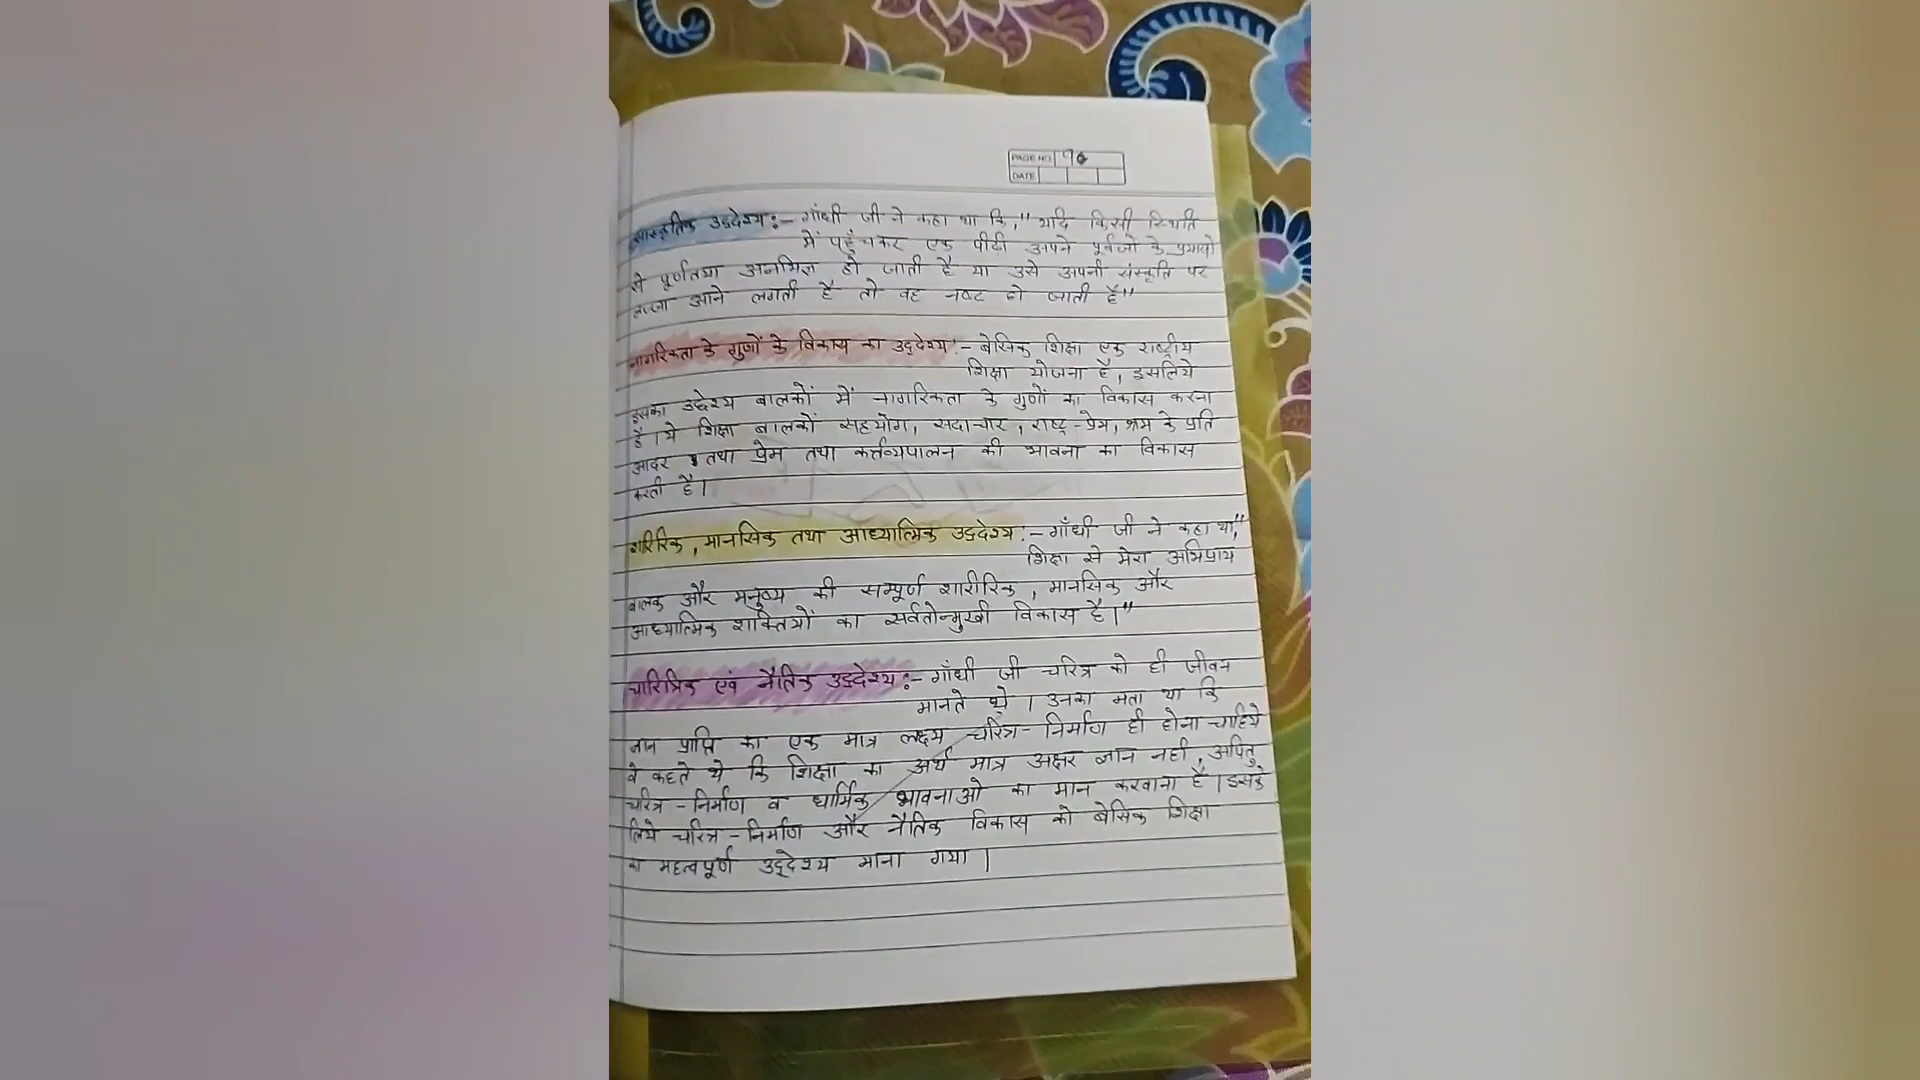 PAGE NO.
DATE
सांस्कृतिक उद्देश्य:- गाँधी जी ने कहा था कि, "यदि किसी स्थिति
में पहुँचकर एक पीढ़ी अपने पूर्वजो के प्रयासो
से पूर्णतया अनभिज्ञ हो जाती है या उसे अपनी संस्कृति पर
लज्जा आने लगती है तो वह नष्ट हो जाती है"
नागरिकता के गुणों के विकास का उद्देश्य:- बेसिक शिक्षा एक राष्ट्रीय
शिक्षा योजना है, इसलिये
इसका उद्देश्य बालकों में नागरिकता के गुणों का विकास करना
है। ये शिक्षा बालकों सहयोग, सदाचार, राष्ट्र-प्रेम, श्रम के प्रति
आदर तथा प्रेम तथा कर्त्तव्यपालन की भावना का विकास
करती है।
शारिरिक, मानसिक तथा आध्यात्मिक उद्देश्य:- गाँधी जी ने कहा था,"
शिक्षा से मेरा अभिप्राय
बालक और मनुष्य की सम्पूर्ण शारीरिक, मानसिक और
आध्यात्मिक शक्तियों का सर्वतोन्मुखी विकास है।"
चारित्रिक एवं नैतिक उद्देश्य:- गाँधी जी चरित्र को ही जीवन
मानते थे। उनका मता था कि
ज्ञान प्राप्ति का एक मात्र लक्ष्य चरित्र-निर्माण ही होना चाहिये
वे कहते थे कि शिक्षा का अर्थ मात्र अक्षर ज्ञान नही, अपितु
चरित्र-निर्माण व धार्मिक भावनाओ का मान करवाना है। इसके
लिये चरित्र-निर्माण और नैतिक विकास को बेसिक शिक्षा
का महत्वपूर्ण उद्देश्य माना गया।